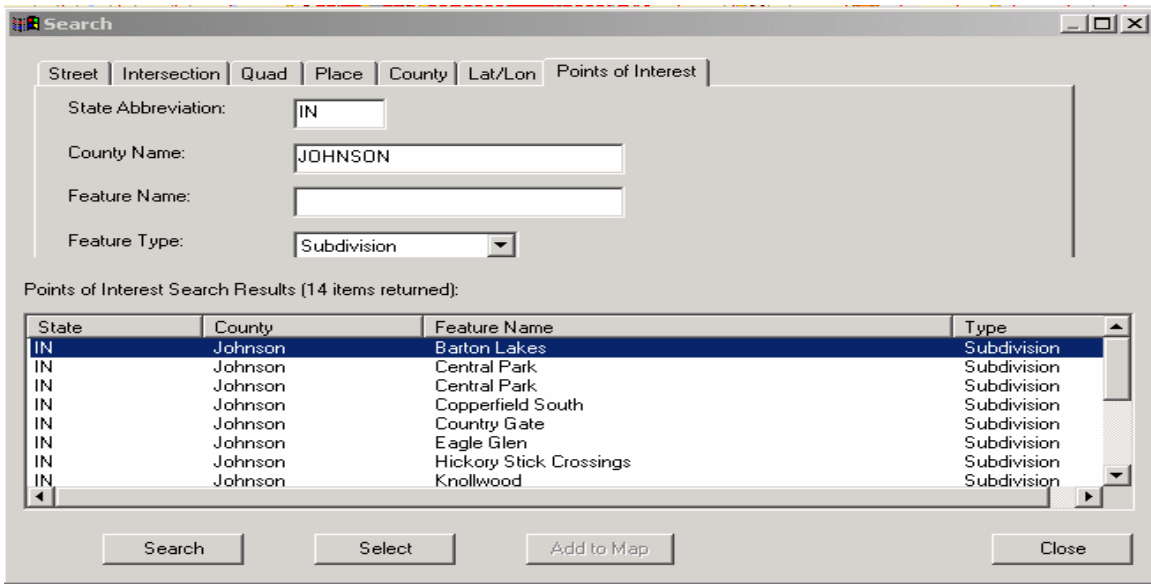 Search
Street Intersection Quad Place County Lat/Lon Points of Interest
State Abbreviation: IN
County Name: JOHNSON
Feature Name:
Feature Type: Subdivision
Points of Interest Search Results (14 items returned):
State County Feature Name Type
IN Johnson Barton Lakes Subdivision
IN Johnson Central Park Subdivision
IN Johnson Central Park Subdivision
IN Johnson Copperfield South Subdivision
IN Johnson Country Gate Subdivision
IN Johnson Eagle Glen Subdivision
IN Johnson Hickory Stick Crossings Subdivision
IN Johnson Knollwood Subdivision
Search Select Add to Map Close